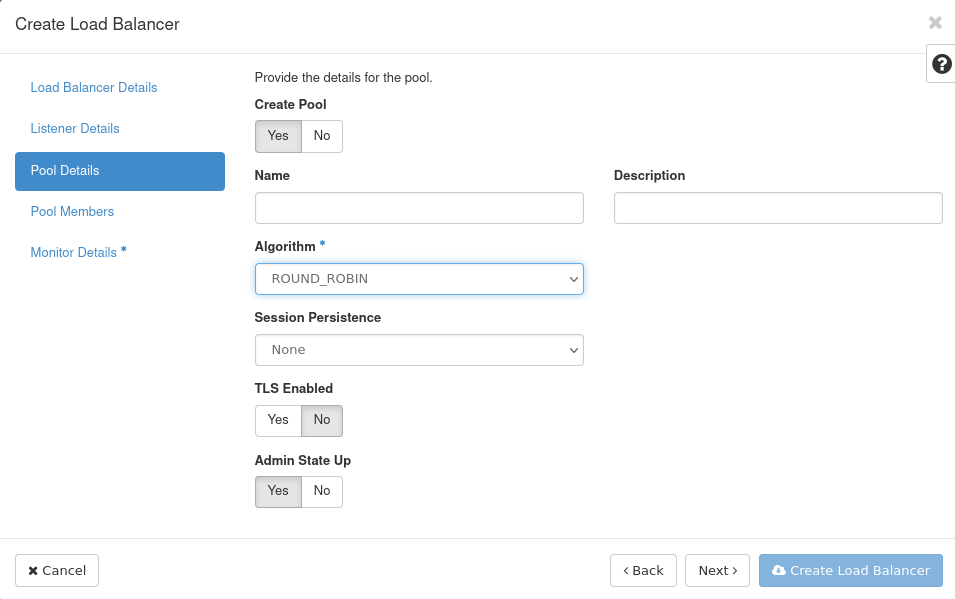 Create Load Balancer
Load Balancer Details
Listener Details
Pool Details
Pool Members
Monitor Details *
Provide the details for the pool.
Create Pool
Yes No
Name Description
Algorithm *
ROUND_ROBIN
Session Persistence
None
TLS Enabled
Yes No
Admin State Up
Yes No
✖ Cancel ‹ Back Next › Create Load Balancer